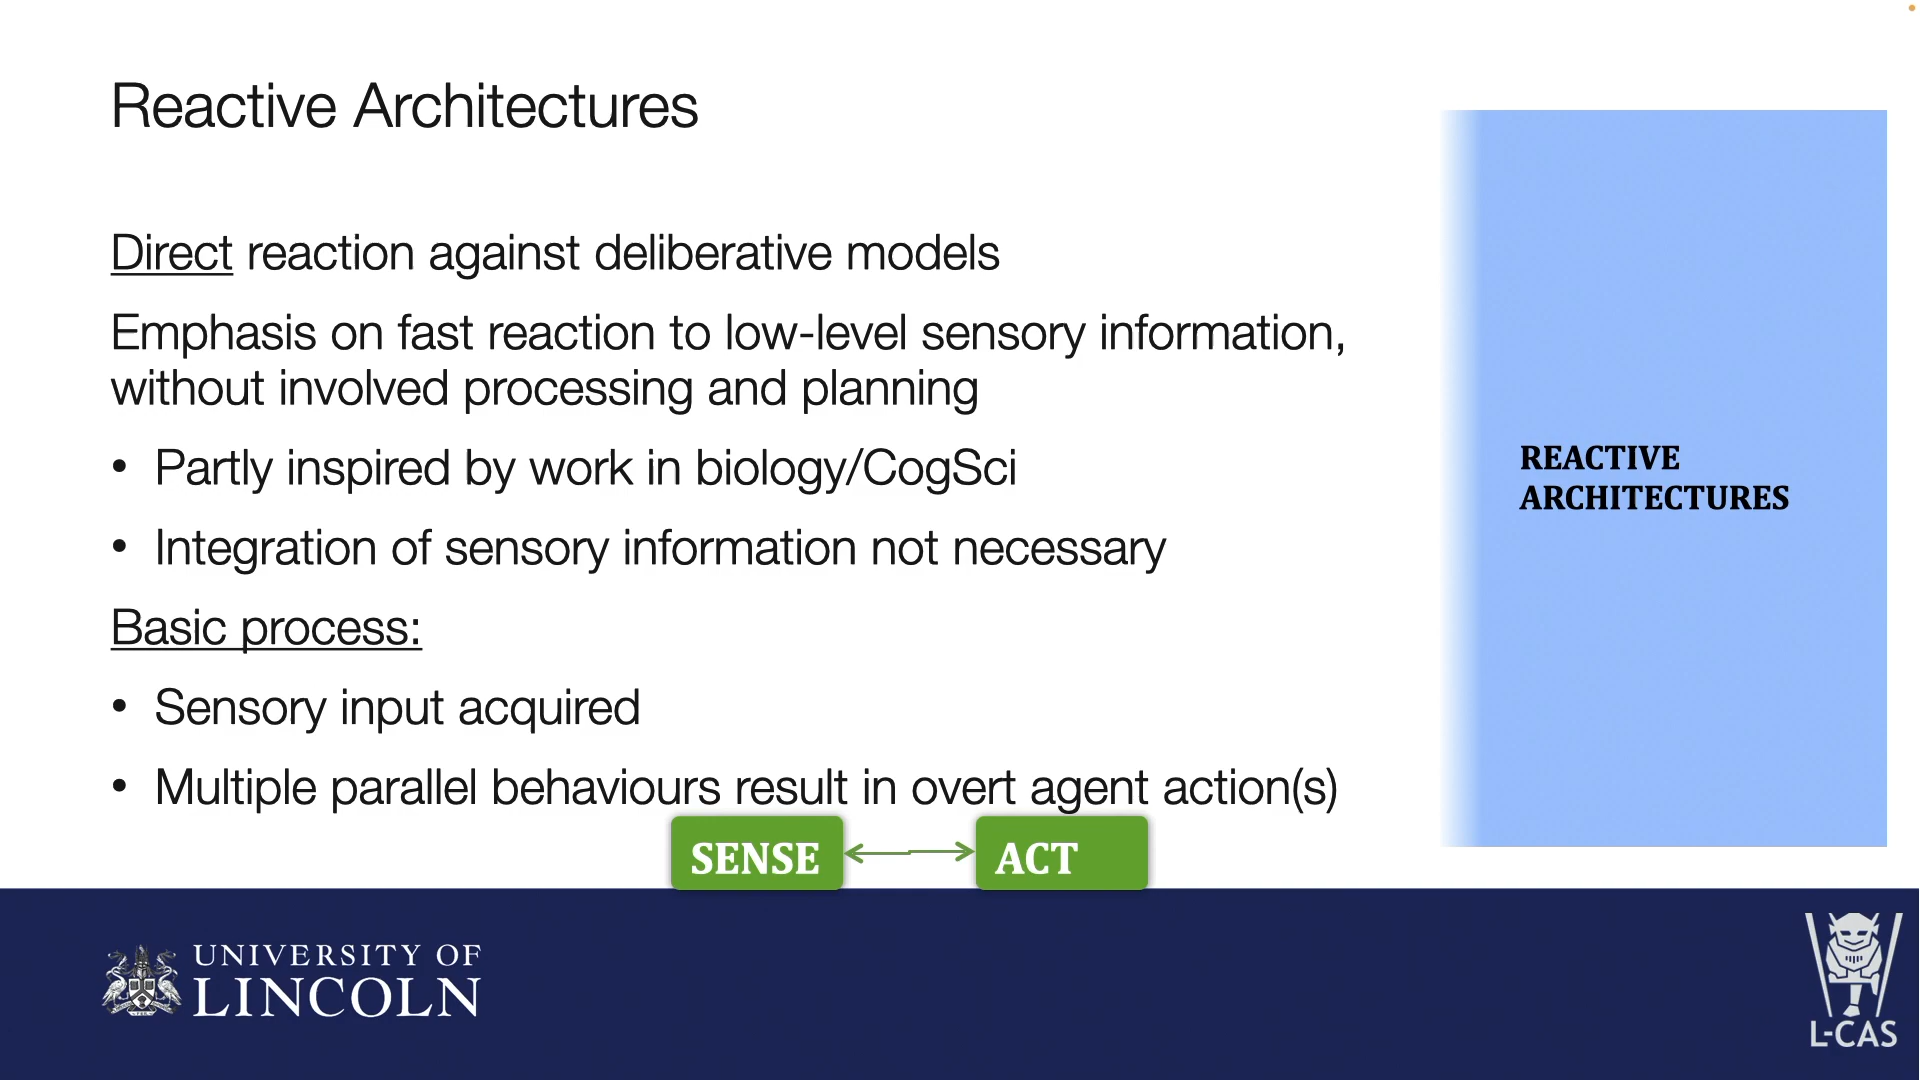 Reactive Architectures
Direct reaction against deliberative models
Emphasis on fast reaction to low-level sensory information,
without involved processing and planning
• Partly inspired by work in biology/CogSci
• Integration of sensory information not necessary
Basic process:
• Sensory input acquired
• Multiple parallel behaviours result in overt agent action(s)
SENSE
ACT
REACTIVE
ARCHITECTURES
UNIVERSITY OF
LINCOLN
L-CAS